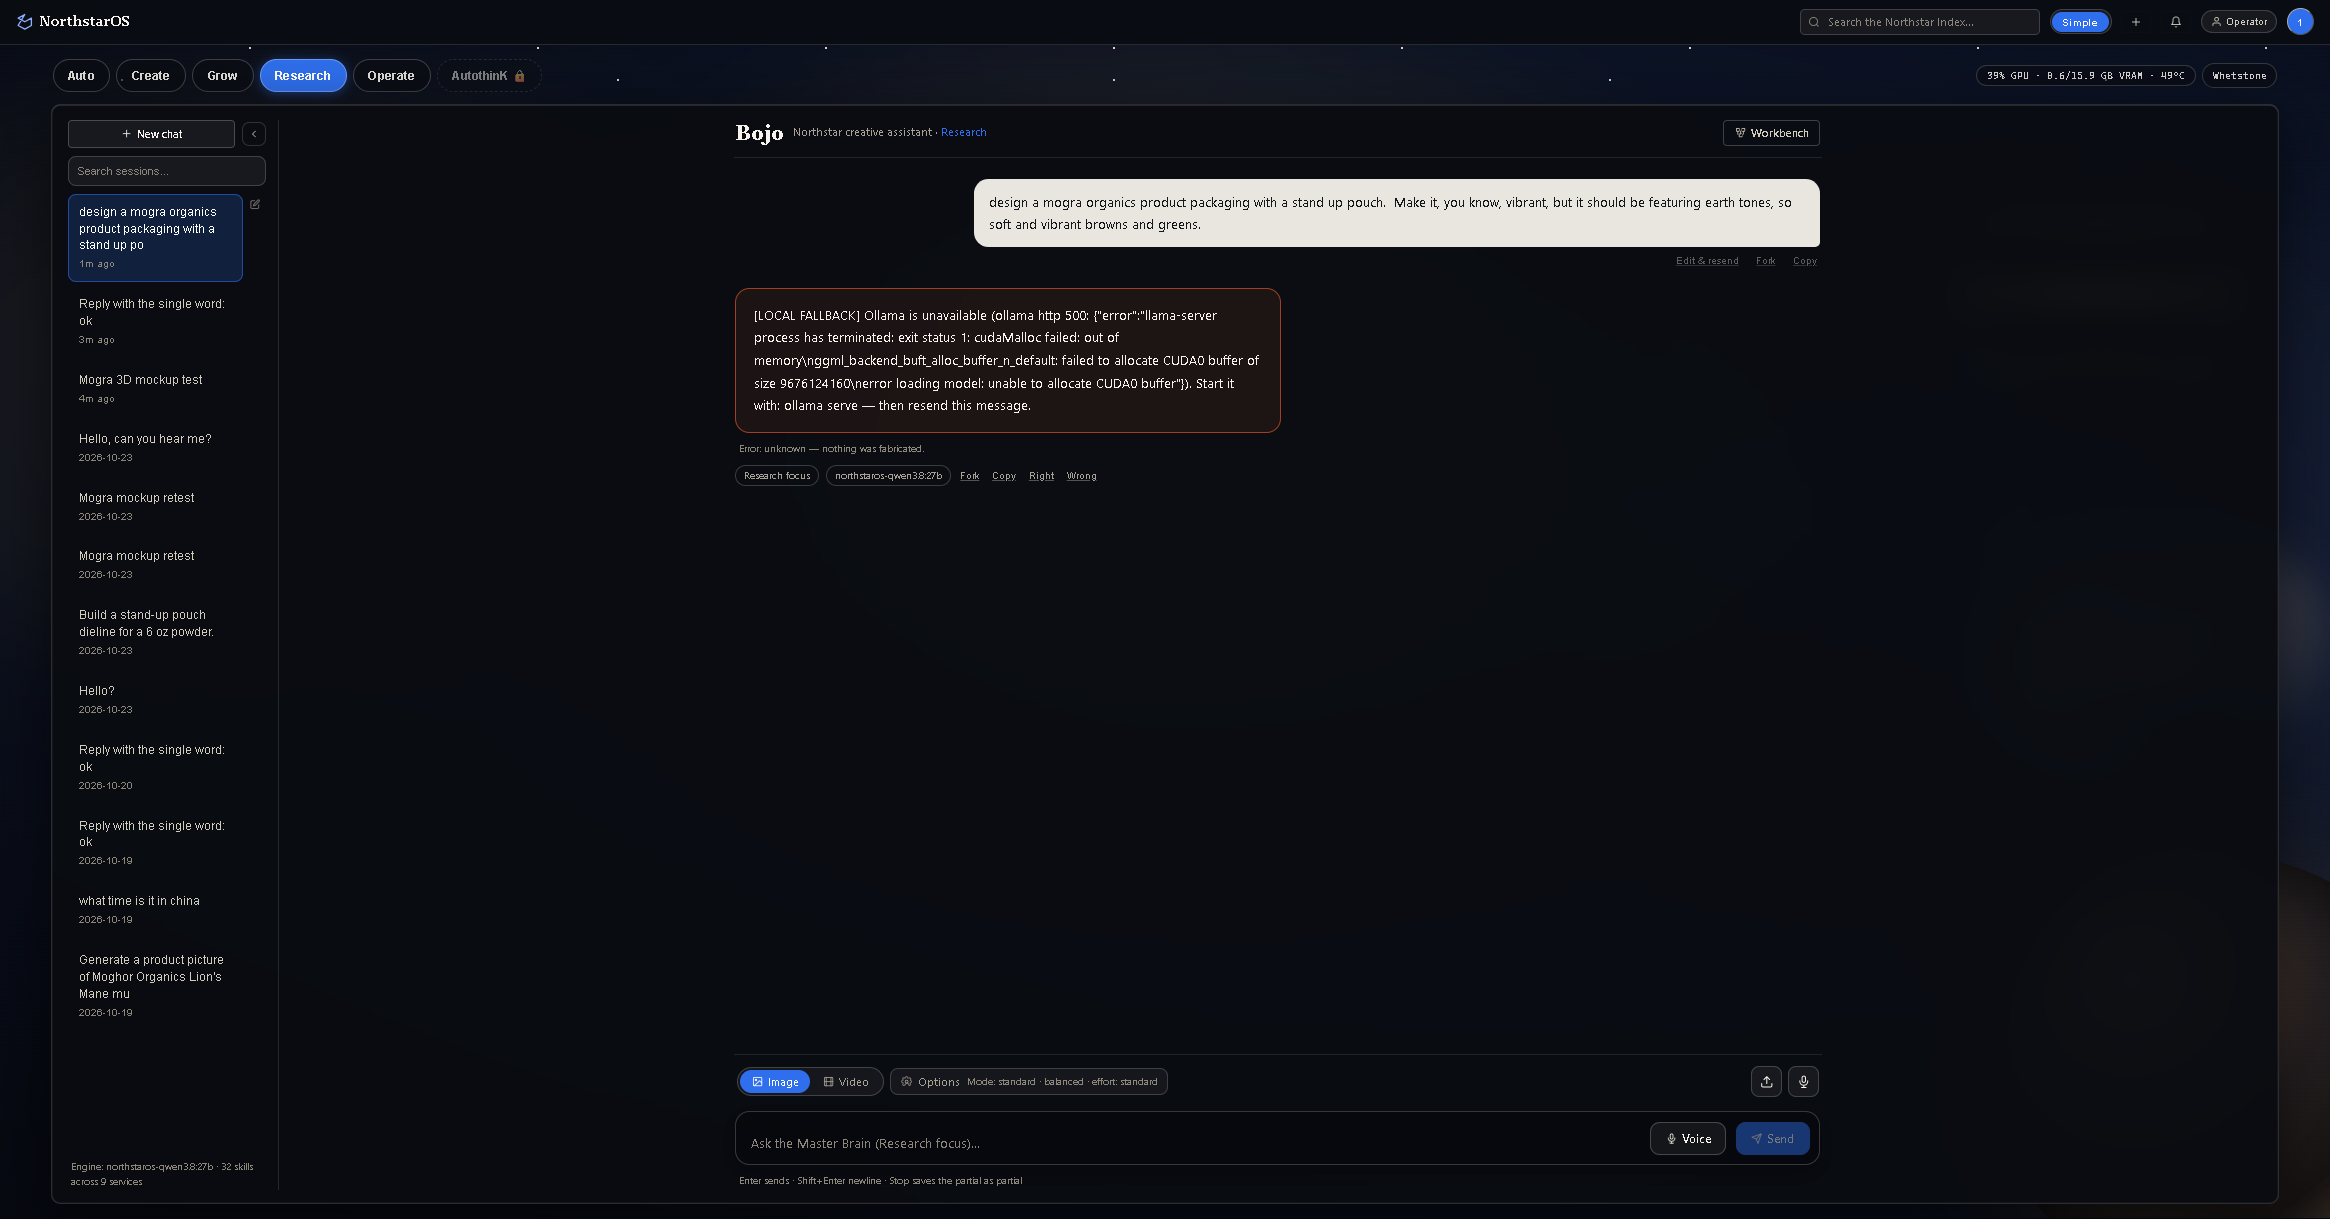 NorthstarOS
Search the Northstar Index...
Simple
Operator
1
Auto
Create
Grow
Research
Operate
AutothinK
39% GPU · 8.6/15.9 GB VRAM · 49°C
Whetstone
+ New chat
Search sessions...
design a mogra organics
product packaging with a
stand up po
1m ago
Reply with the single word:
ok
3m ago
Mogra 3D mockup test
4m ago
Hello, can you hear me?
2026-10-23
Mogra mockup retest
2026-10-23
Mogra mockup retest
2026-10-23
Build a stand-up pouch
dieline for a 6 oz powder.
2026-10-23
Hello?
2026-10-23
Reply with the single word:
ok
2026-10-20
Reply with the single word:
ok
2026-10-19
what time is it in china
2026-10-19
Generate a product picture
of Moghor Organics Lion's
Mane mu
2026-10-19
Engine: northstaros-qwen3.8:27b · 32 skills
across 9 services
Bojo
Northstar creative assistant · Research
Workbench
design a mogra organics product packaging with a stand up pouch. Make it, you know, vibrant, but it should be featuring earth tones, so
soft and vibrant browns and greens.
Edit & resend Fork Copy
[LOCAL FALLBACK] Ollama is unavailable (ollama http 500: {"error":"llama-server
process has terminated: exit status 1: cudaMalloc failed: out of
memory\nggml_backend_buft_alloc_buffer_n_default: failed to allocate CUDA0 buffer of
size 9676124160\nerror loading model: unable to allocate CUDA0 buffer"}). Start it
with: ollama serve — then resend this message.
Error: unknown — nothing was fabricated.
Research focus
northstaros-qwen3.8:27b
Fork Copy Right Wrong
Image
Video
Options Mode: standard · balanced · effort: standard
Ask the Master Brain (Research focus)...
Voice
Send
Enter sends · Shift+Enter newline · Stop saves the partial as partial